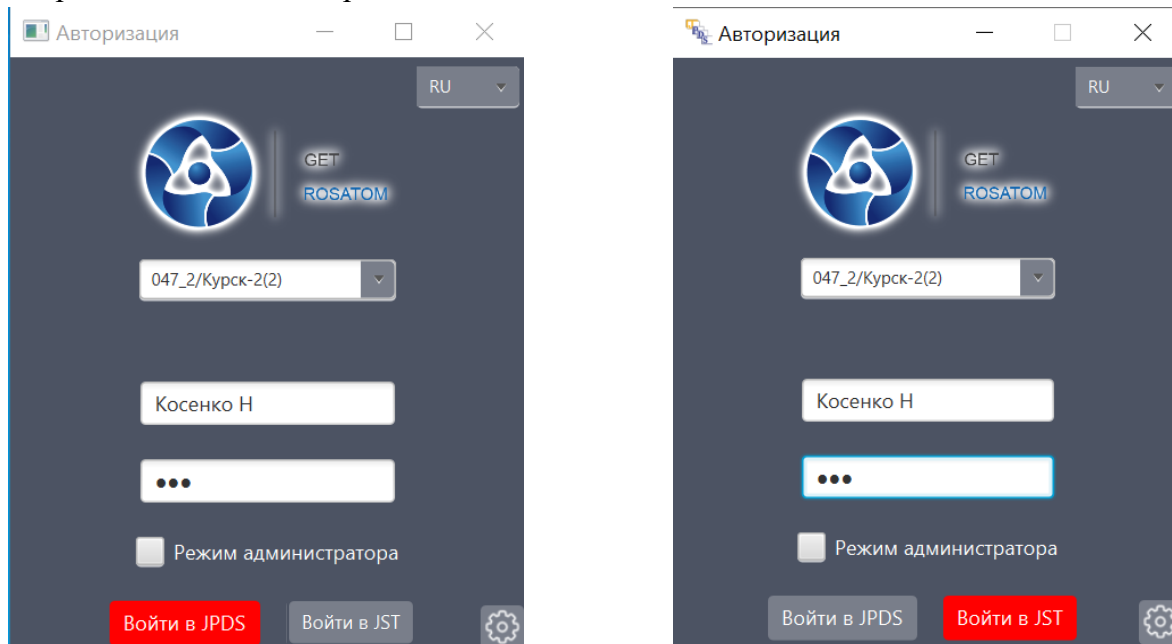 Авторизация
RU
GET
ROSATOM
047_2/Курск-2(2)
Косенко Н
Режим администратора
Войти в JPDS
Войти в JST
Авторизация
RU
GET
ROSATOM
047_2/Курск-2(2)
Косенко Н
Режим администратора
Войти в JPDS
Войти в JST